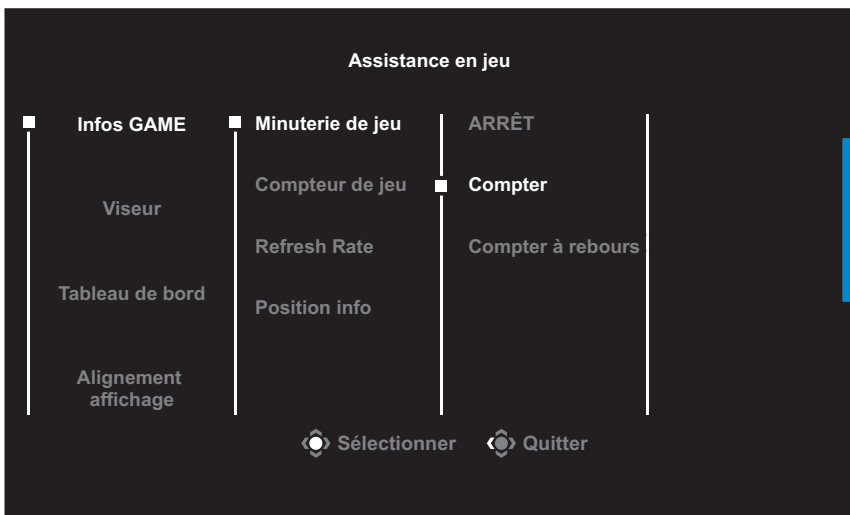 Assistance en jeu
Infos GAME
Viseur
Tableau de bord
Alignement
affichage
Minuterie de jeu
Compteur de jeu
Refresh Rate
Position info
ARRÊT
Compter
Compter à rebours
Sélectionner
Quitter